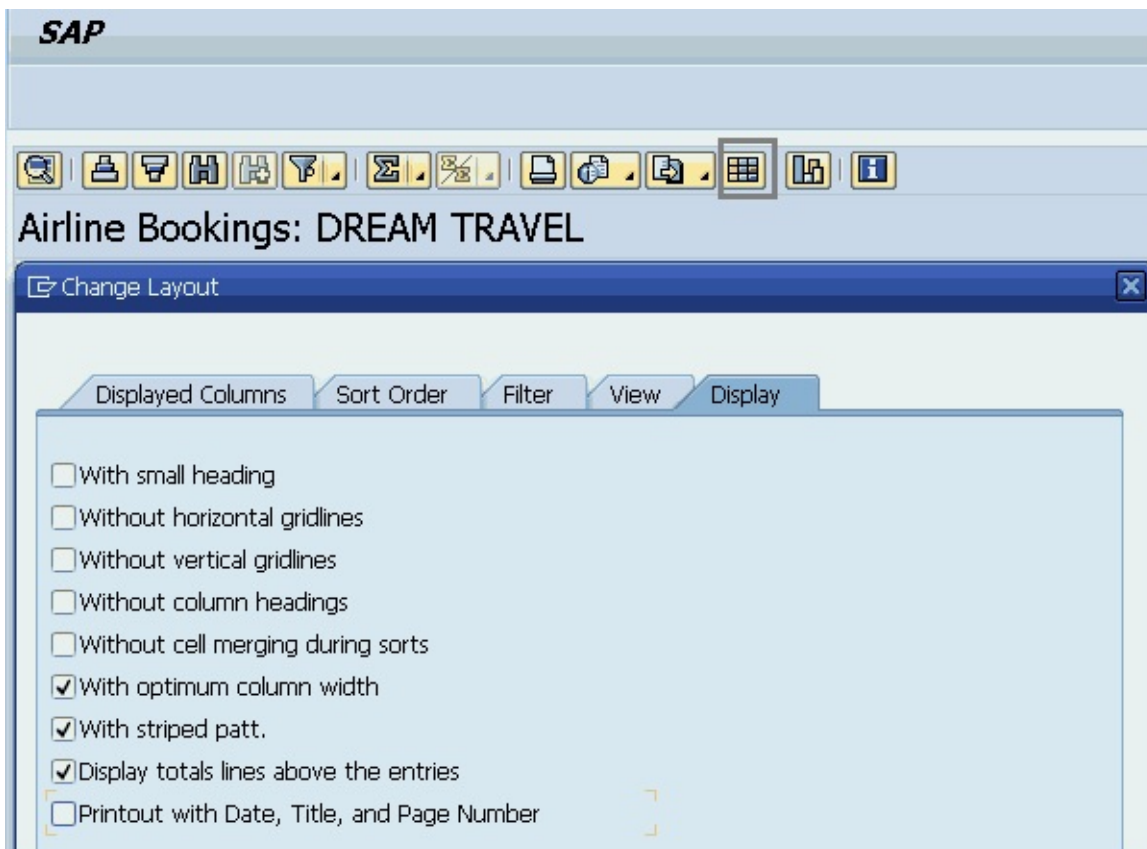 SAP
Airline Bookings: DREAM TRAVEL
Change Layout
Displayed Columns Sort Order Filter View Display
With small heading
Without horizontal gridlines
Without vertical gridlines
Without column headings
Without cell merging during sorts
With optimum column width
With striped patt.
Display totals lines above the entries
Printout with Date, Title, and Page Number